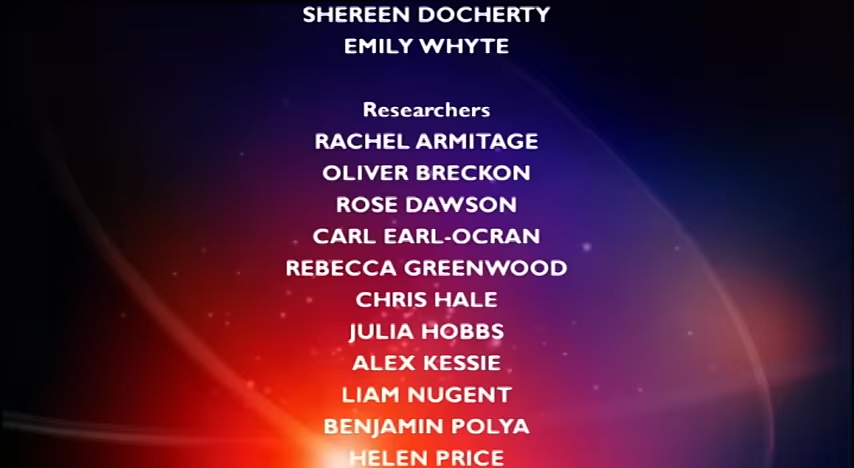 SHEREEN DOCHERTY
EMILY WHYTE
Researchers
RACHEL ARMITAGE
OLIVER BRECKON
ROSE DAWSON
CARL EARL-OCRAN
REBECCA GREENWOOD
CHRIS HALE
JULIA HOBBS
ALEX KESSIE
LIAM NUGENT
BENJAMIN POLYA
HELEN PRICE